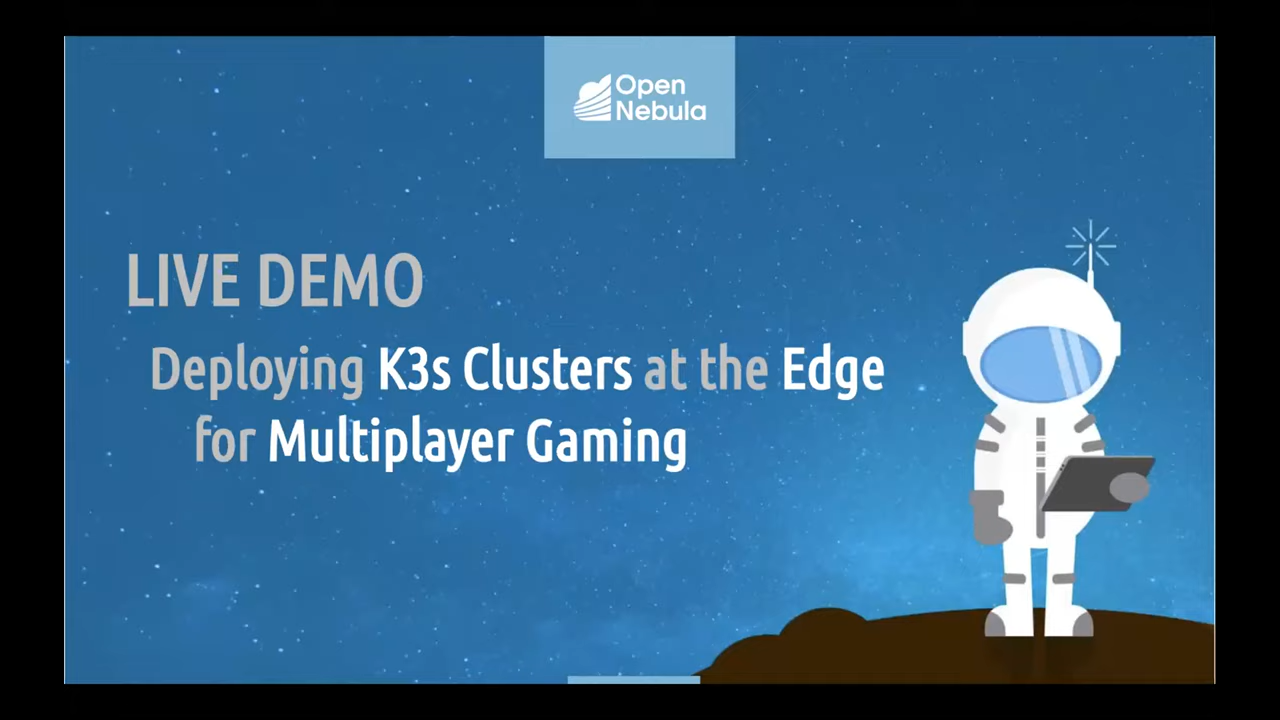 Open
Nebula
LIVE DEMO
Deploying K3s Clusters at the Edge
for Multiplayer Gaming